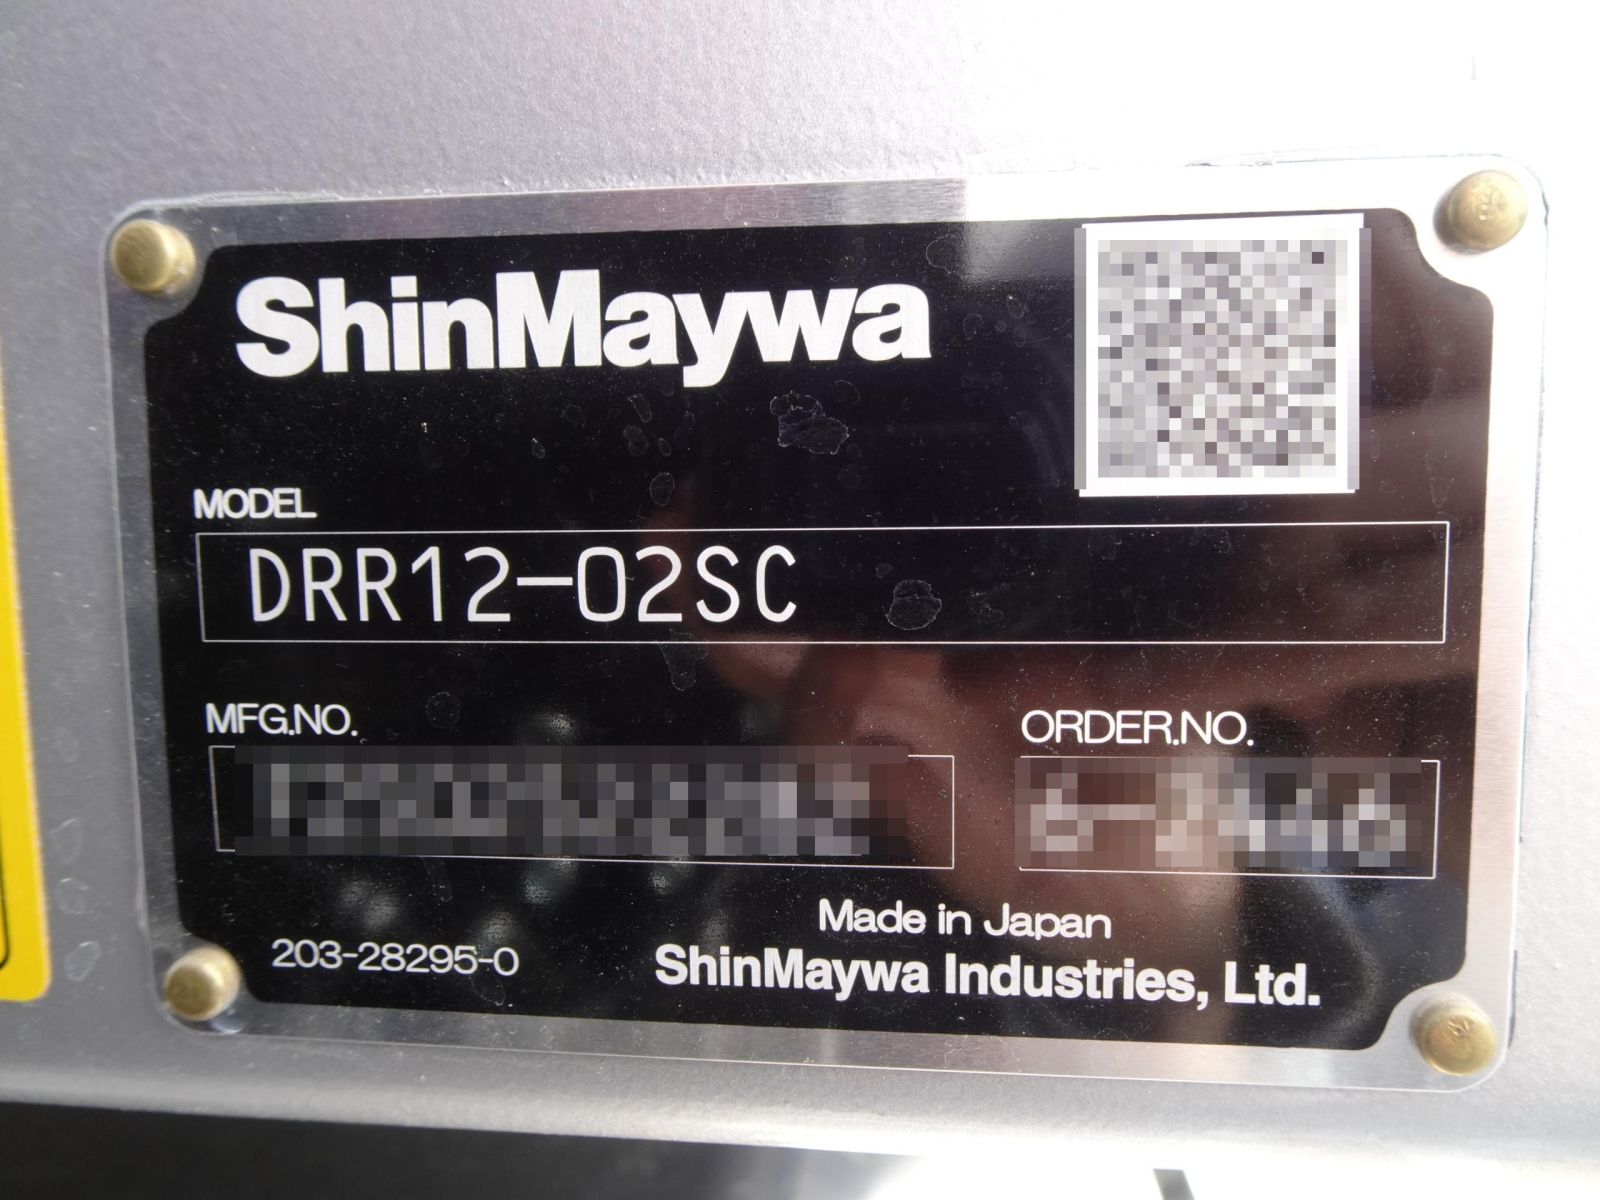 ShinMaywa
MODEL
DRR12-02SC
MFG.NO.
ORDER.NO.
Made in Japan
203-28295-0
ShinMaywa Industries, Ltd.